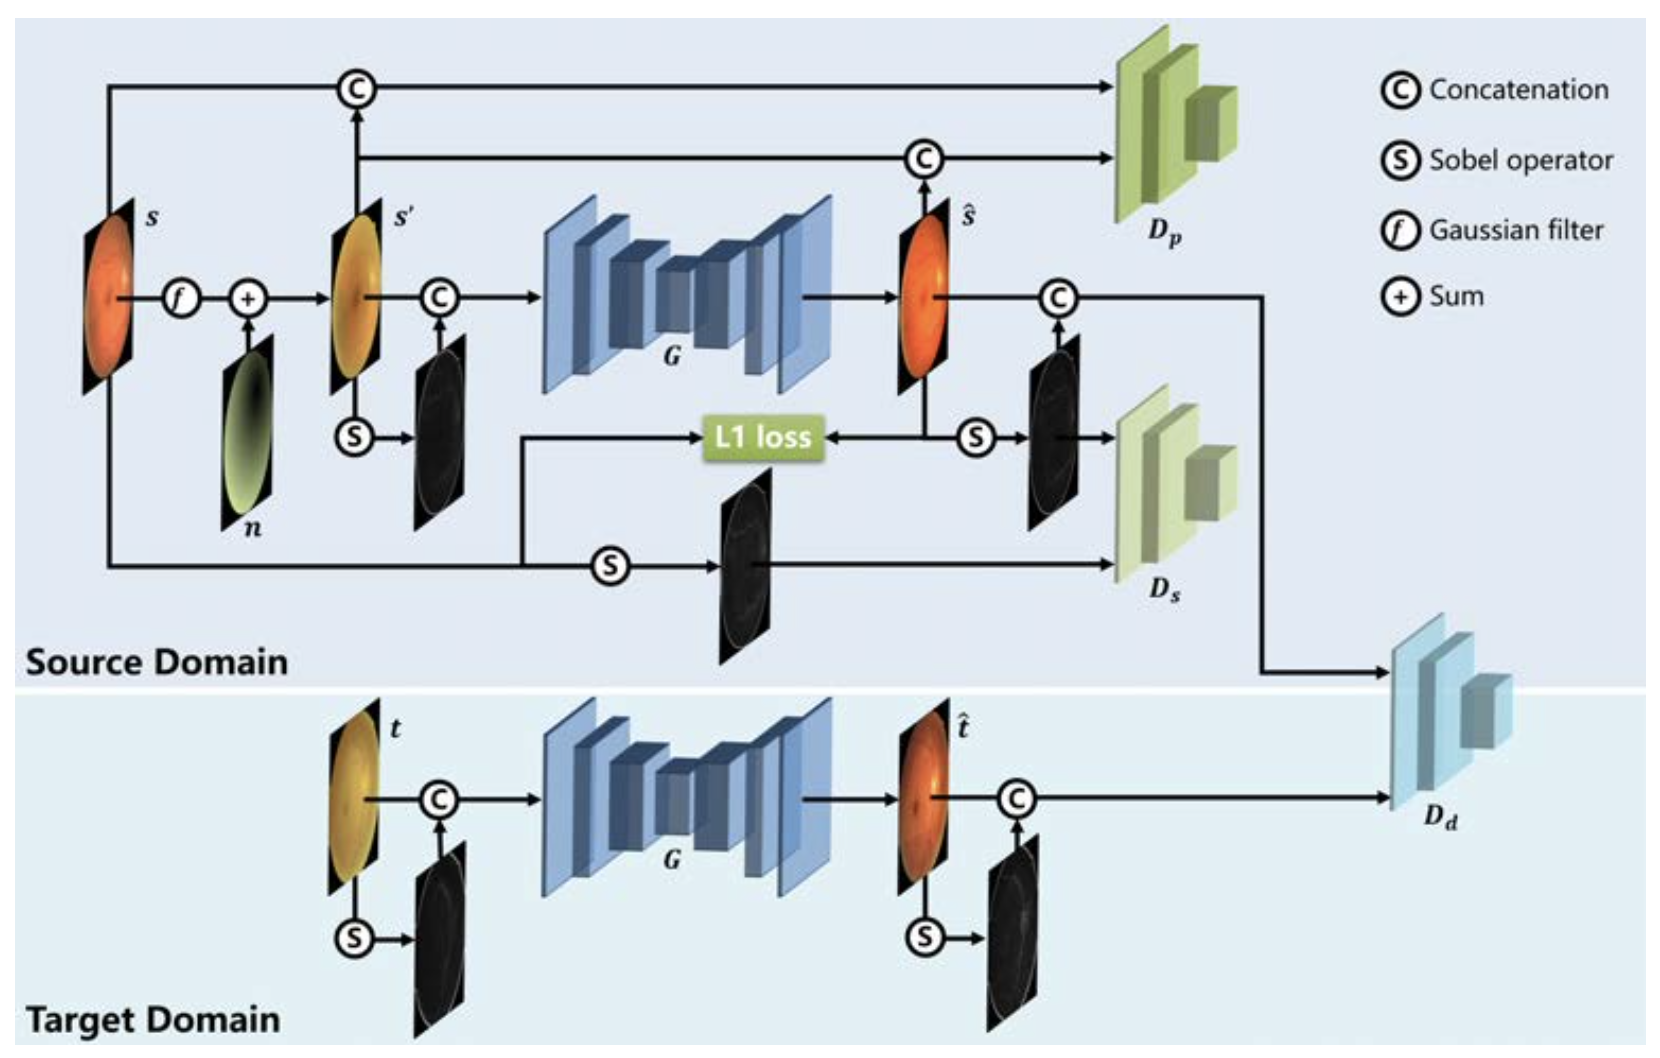 C
D_p
C Concatenation
C
S Sobel operator
s
s′
ŝ
f Gaussian filter
f
+
C
G
C
+ Sum
S
L1 loss
S
n
S
D_s
Source Domain
t
t̂
C
G
C
D_d
S
S
Target Domain